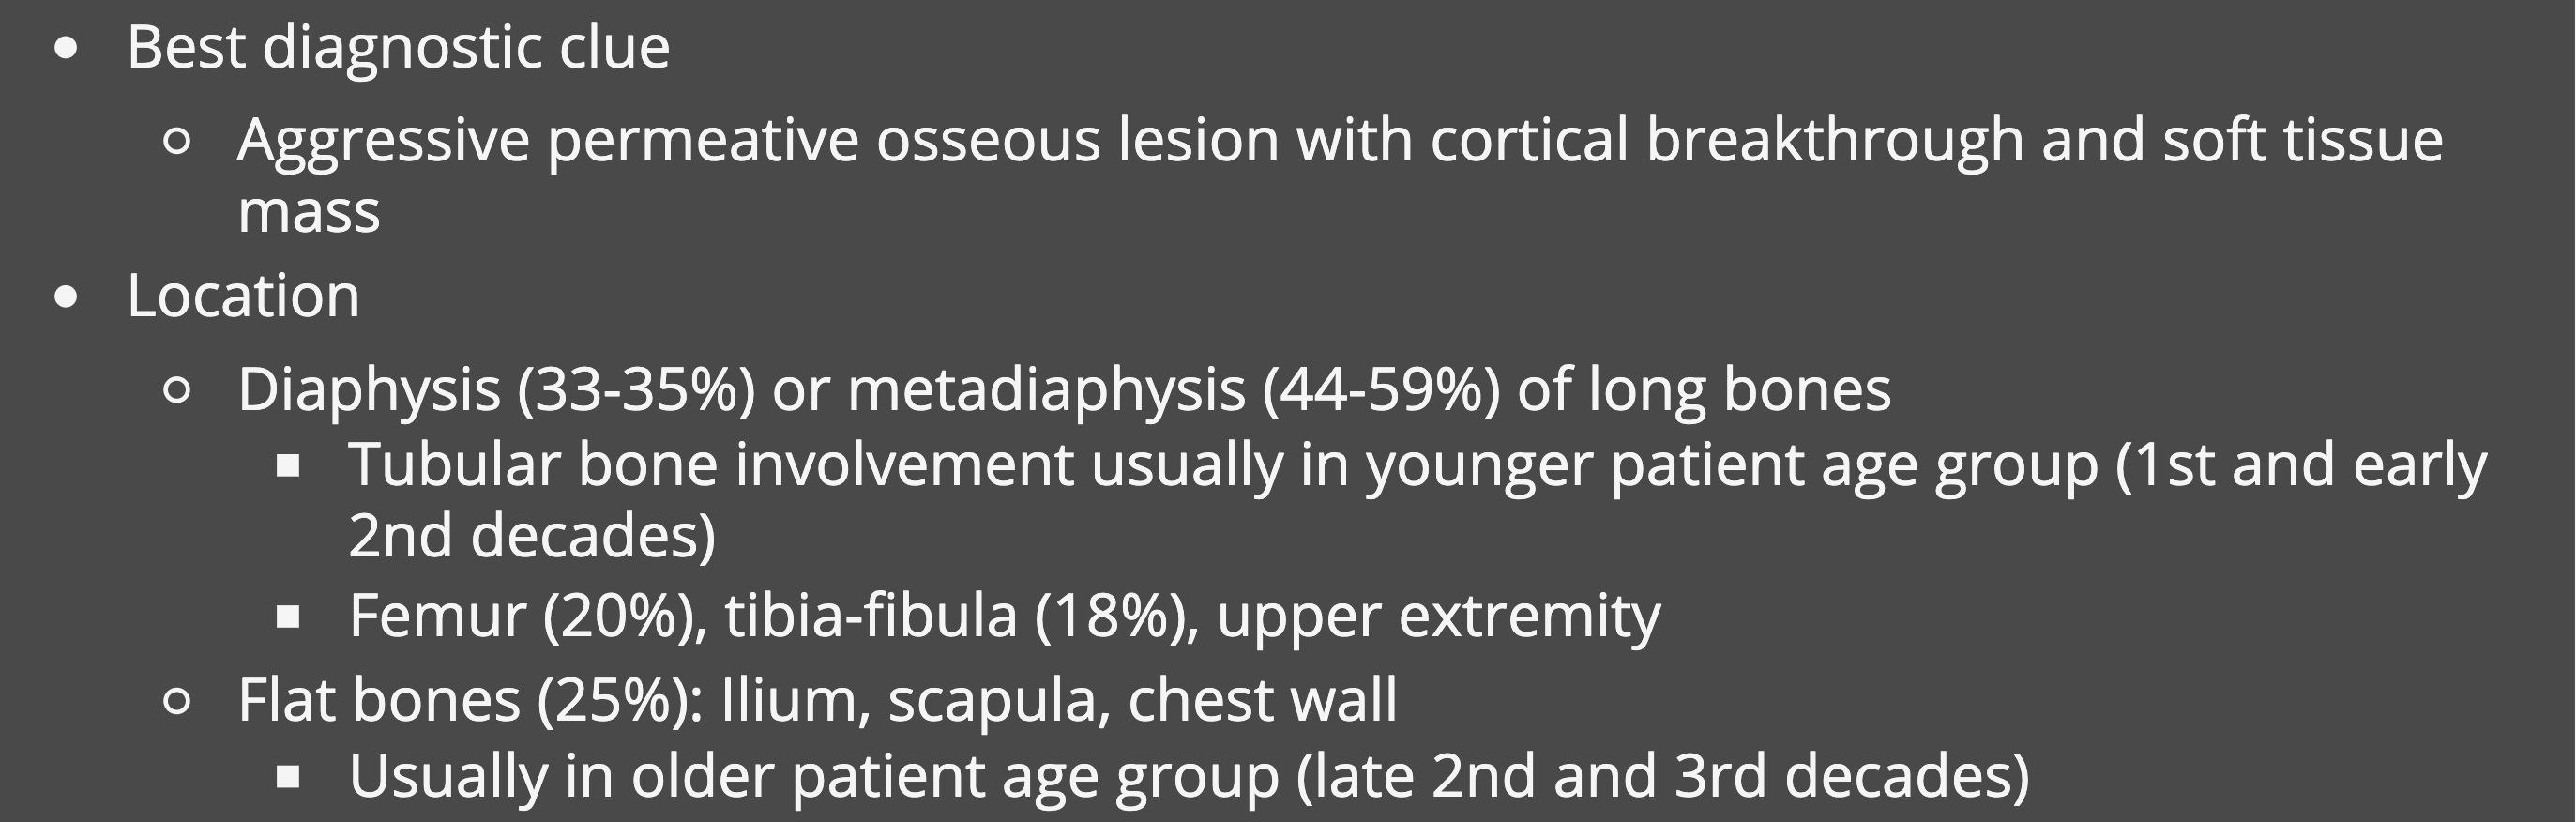 • Best diagnostic clue
○ Aggressive permeative osseous lesion with cortical breakthrough and soft tissue
mass
• Location
○ Diaphysis (33-35%) or metadiaphysis (44-59%) of long bones
▪ Tubular bone involvement usually in younger patient age group (1st and early
2nd decades)
▪ Femur (20%), tibia-fibula (18%), upper extremity
○ Flat bones (25%): Ilium, scapula, chest wall
▪ Usually in older patient age group (late 2nd and 3rd decades)